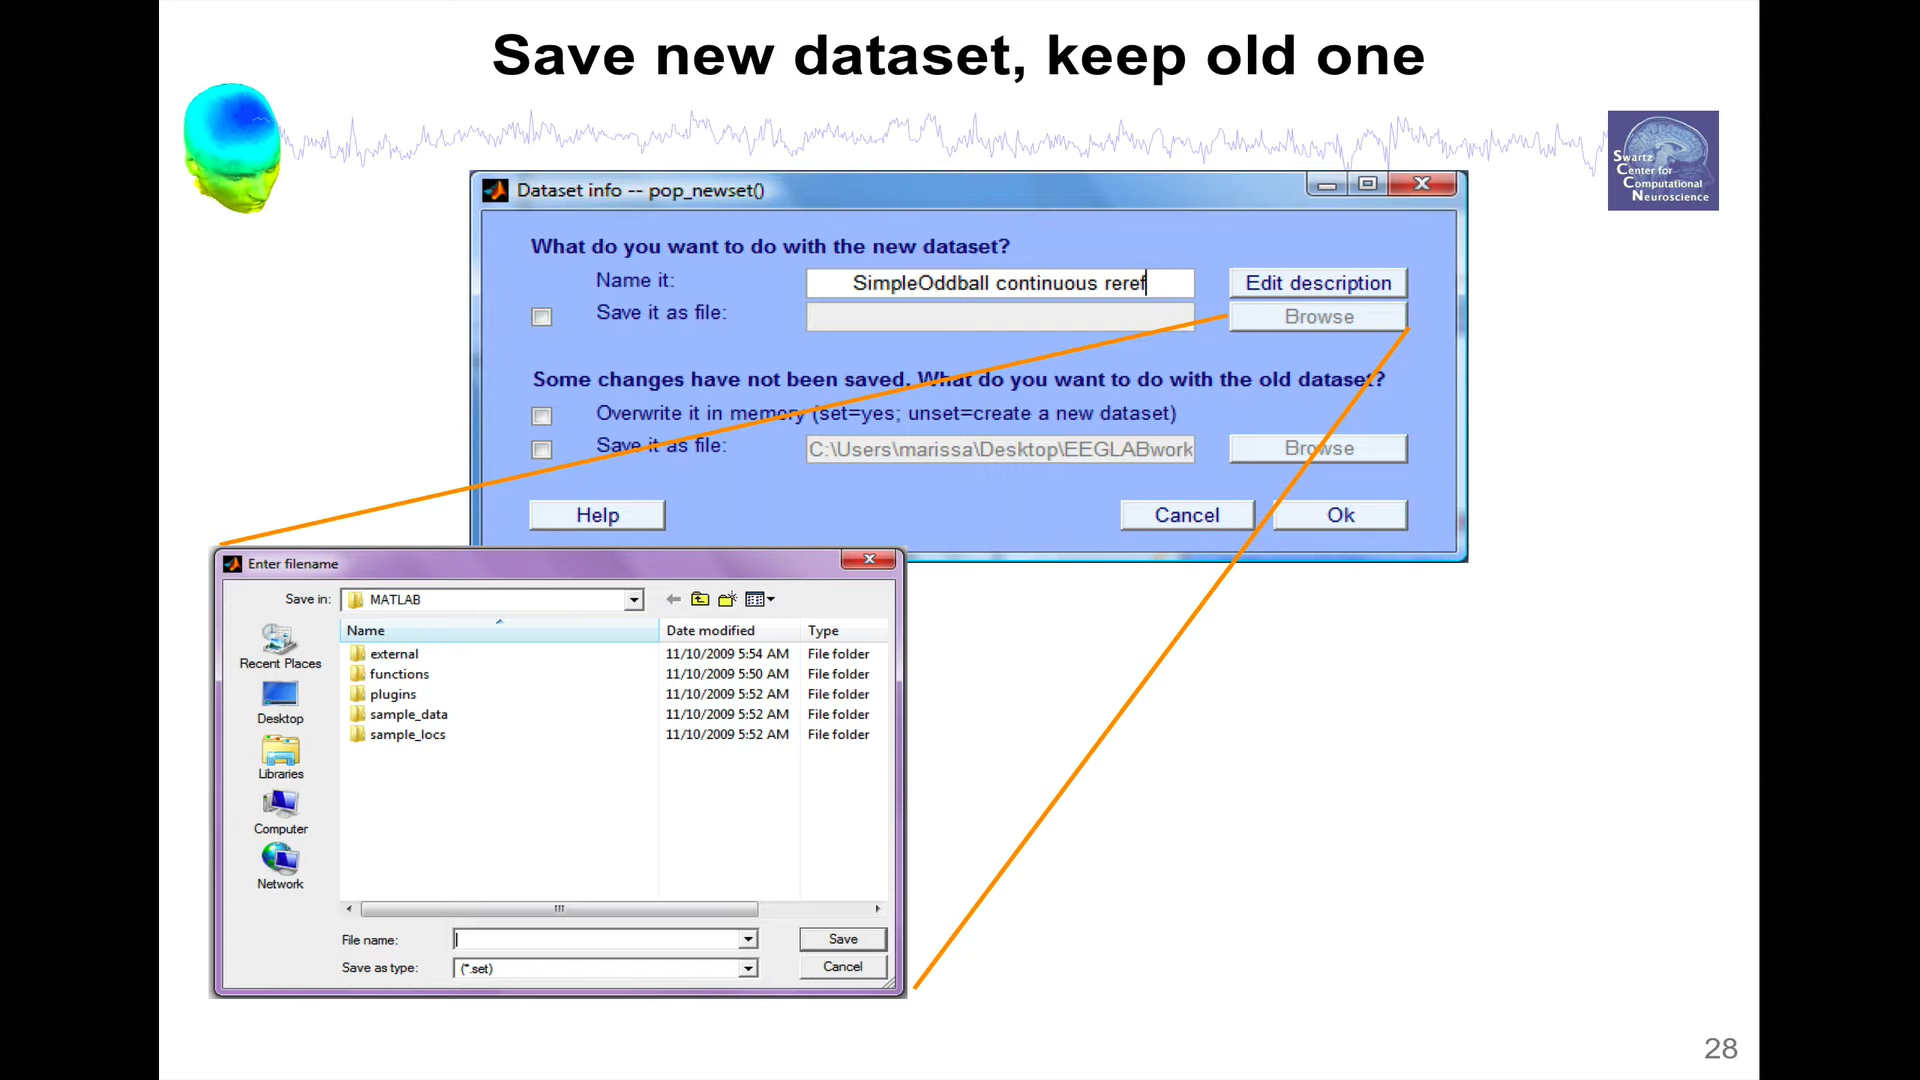 Save new dataset, keep old one
Swartz
Center for
Computational
Neuroscience
Dataset info -- pop_newset()
What do you want to do with the new dataset?
Name it: SimpleOddball continuous reref Edit description
Save it as file: Browse
Some changes have not been saved. What do you want to do with the old dataset?
Overwrite it in memory (set=yes; unset=create a new dataset)
Save it as file: C:\Users\marissa\Desktop\EEGLABwork Browse
Help Cancel Ok
Enter filename
Save in: MATLAB
Name Date modified Type
external 11/10/2009 5:54 AM File folder
functions 11/10/2009 5:50 AM File folder
plugins 11/10/2009 5:52 AM File folder
sample_data 11/10/2009 5:52 AM File folder
sample_locs 11/10/2009 5:52 AM File folder
Recent Places
Desktop
Libraries
Computer
Network
File name: Save
Save as type: (*.set) Cancel
28